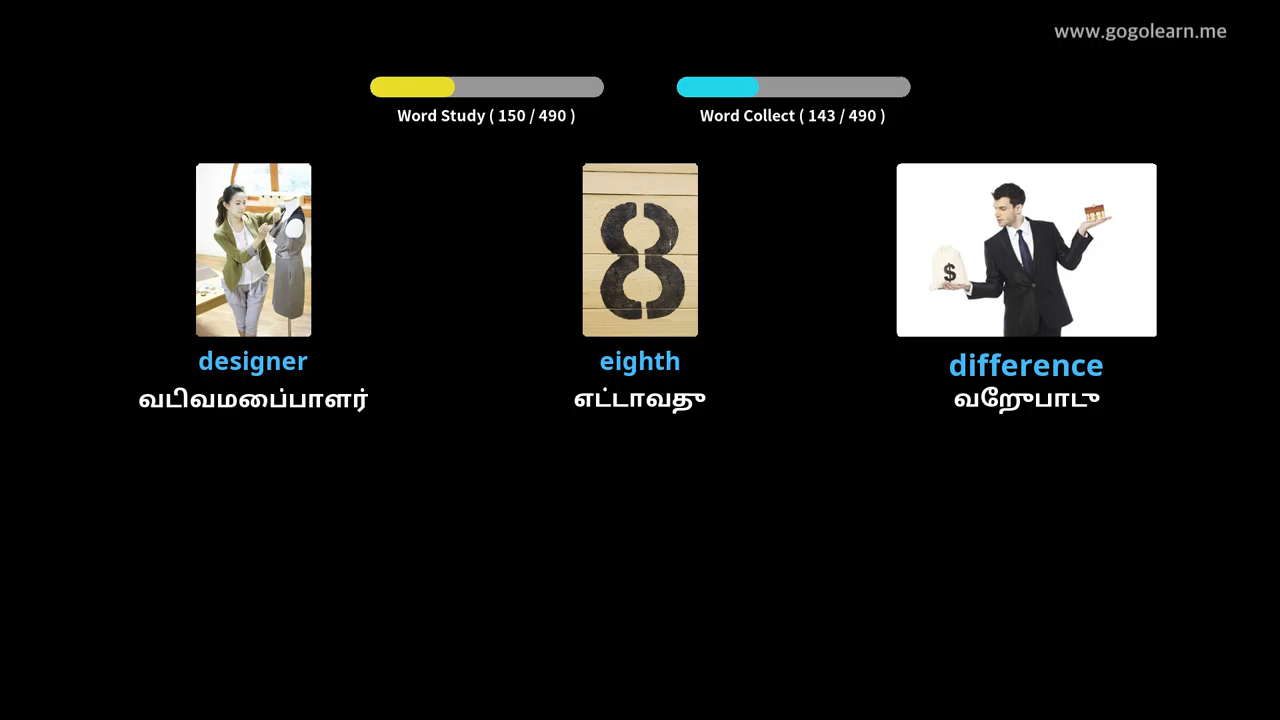 www.gogolearn.me
Word Study ( 150 / 490 )
Word Collect ( 143 / 490 )
$
8
designer
eighth
difference
வடிவமைப்பாளர்
எட்டாவது
வேறுபாடு